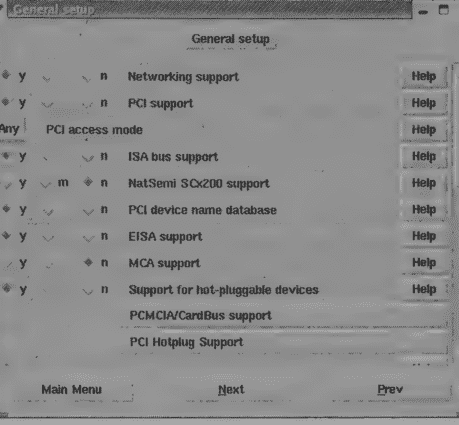 General setup
General setup
y n Networking support Help
y n PCI support Help
Any PCI access mode Help
y n ISA bus support Help
y m n NatSemi SCx200 support Help
y n PCI device name database Help
y n EISA support Help
y n MCA support Help
y n Support for hot-pluggable devices Help
PCMCIA/CardBus support
PCI Hotplug Support
Main Menu Next Prev